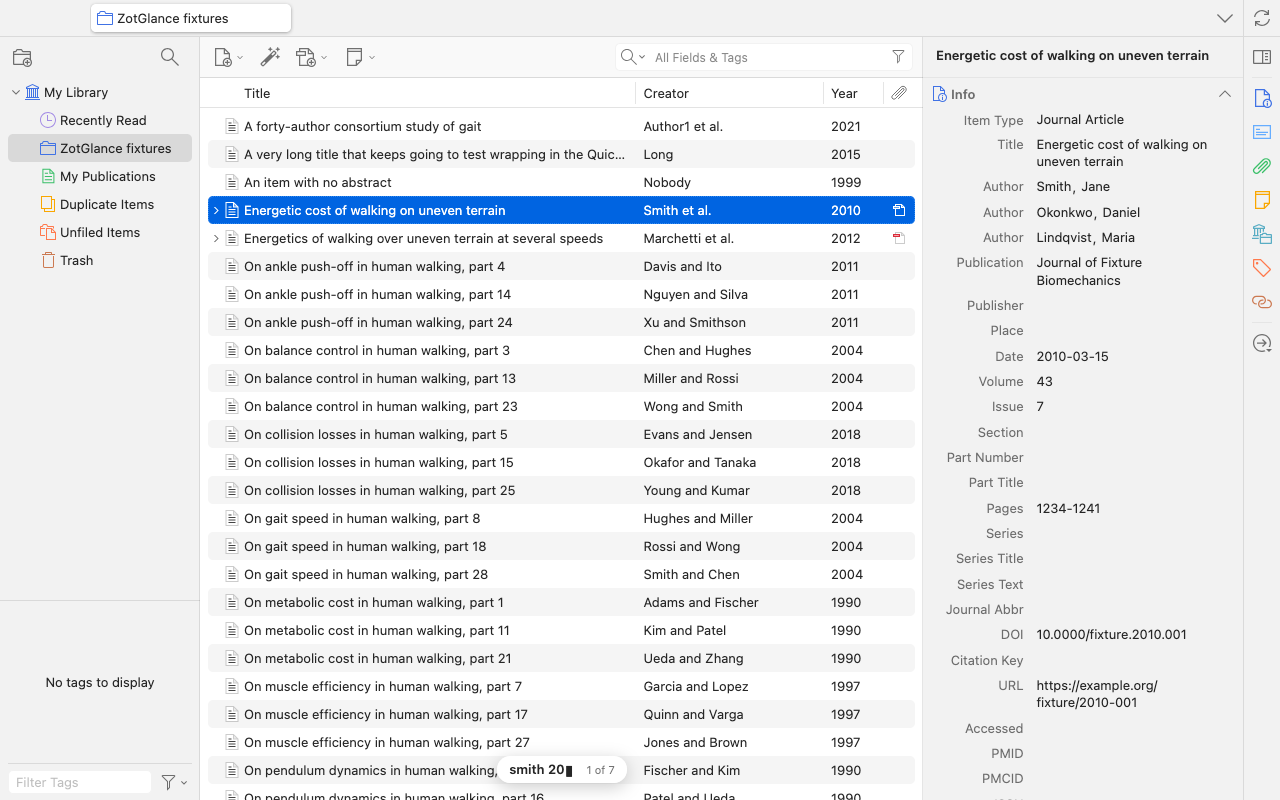 ZotGlance fixtures
My Library
Recently Read
ZotGlance fixtures
My Publications
Duplicate Items
Unfiled Items
Trash
No tags to display
Filter Tags
All Fields & Tags
Title Creator Year
A forty-author consortium study of gait Author1 et al. 2021
A very long title that keeps going to test wrapping in the Quic... Long 2015
An item with no abstract Nobody 1999
Energetic cost of walking on uneven terrain Smith et al. 2010
Energetics of walking over uneven terrain at several speeds Marchetti et al. 2012
On ankle push-off in human walking, part 4 Davis and Ito 2011
On ankle push-off in human walking, part 14 Nguyen and Silva 2011
On ankle push-off in human walking, part 24 Xu and Smithson 2011
On balance control in human walking, part 3 Chen and Hughes 2004
On balance control in human walking, part 13 Miller and Rossi 2004
On balance control in human walking, part 23 Wong and Smith 2004
On collision losses in human walking, part 5 Evans and Jensen 2018
On collision losses in human walking, part 15 Okafor and Tanaka 2018
On collision losses in human walking, part 25 Young and Kumar 2018
On gait speed in human walking, part 8 Hughes and Miller 2004
On gait speed in human walking, part 18 Rossi and Wong 2004
On gait speed in human walking, part 28 Smith and Chen 2004
On metabolic cost in human walking, part 1 Adams and Fischer 1990
On metabolic cost in human walking, part 11 Kim and Patel 1990
On metabolic cost in human walking, part 21 Ueda and Zhang 1990
On muscle efficiency in human walking, part 7 Garcia and Lopez 1997
On muscle efficiency in human walking, part 17 Quinn and Varga 1997
On muscle efficiency in human walking, part 27 Jones and Brown 1997
On pendulum dynamics in human walking, Fischer and Kim 1990
On pendulum dynamics in human walking, part 16 Patel and Ueda 1990
smith 20 1 of 7
Energetic cost of walking on uneven terrain
Info
Item Type Journal Article
Title Energetic cost of walking on
uneven terrain
Author Smith, Jane
Author Okonkwo, Daniel
Author Lindqvist, Maria
Publication Journal of Fixture
Biomechanics
Publisher
Place
Date 2010-03-15
Volume 43
Issue 7
Section
Part Number
Part Title
Pages 1234-1241
Series
Series Title
Series Text
Journal Abbr
DOI 10.0000/fixture.2010.001
Citation Key
URL https://example.org/
fixture/2010-001
Accessed
PMID
PMCID